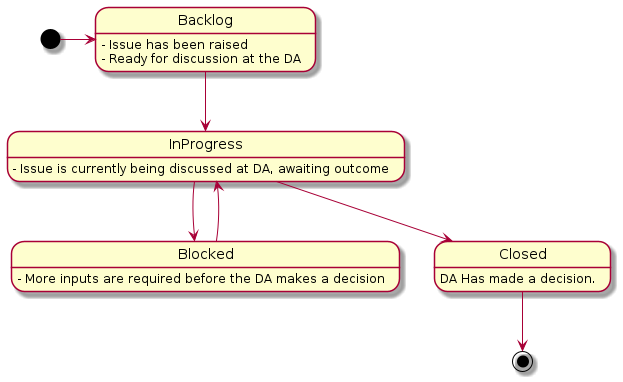 Backlog
- Issue has been raised
- Ready for discussion at the DA
InProgress
- Issue is currently being discussed at DA, awaiting outcome
Blocked
- More inputs are required before the DA makes a decision
Closed
DA Has made a decision.